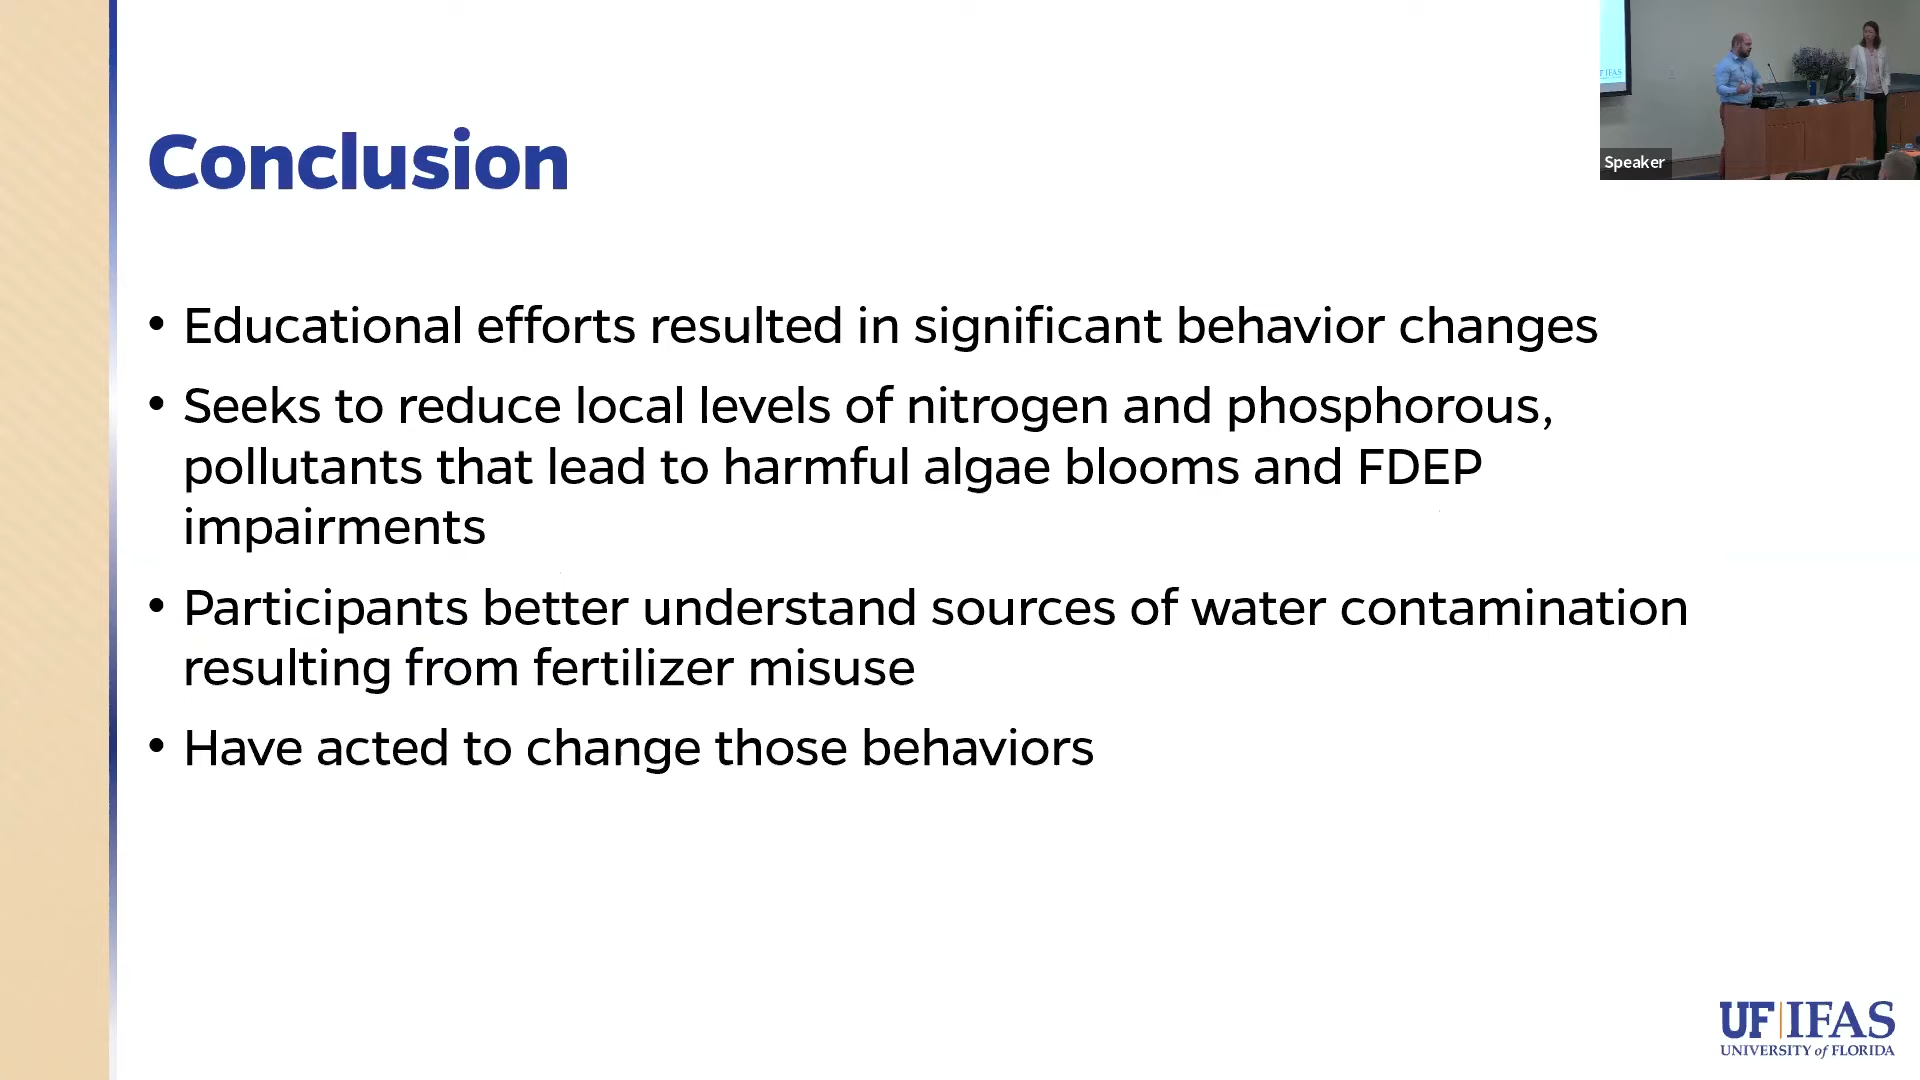 Conclusion
• Educational efforts resulted in significant behavior changes
• Seeks to reduce local levels of nitrogen and phosphorous,
pollutants that lead to harmful algae blooms and FDEP
impairments
• Participants better understand sources of water contamination
resulting from fertilizer misuse
• Have acted to change those behaviors
IFAS
Speaker
UF|IFAS
UNIVERSITY of FLORIDA